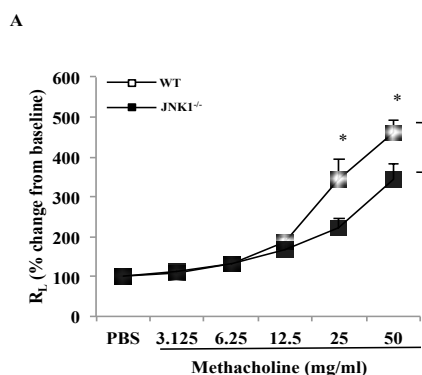 A
600
500
400
300
200
100
0
R_L (% change from baseline)
WT
JNK1-/-
*
*
PBS 3.125 6.25 12.5 25 50
Methacholine (mg/ml)